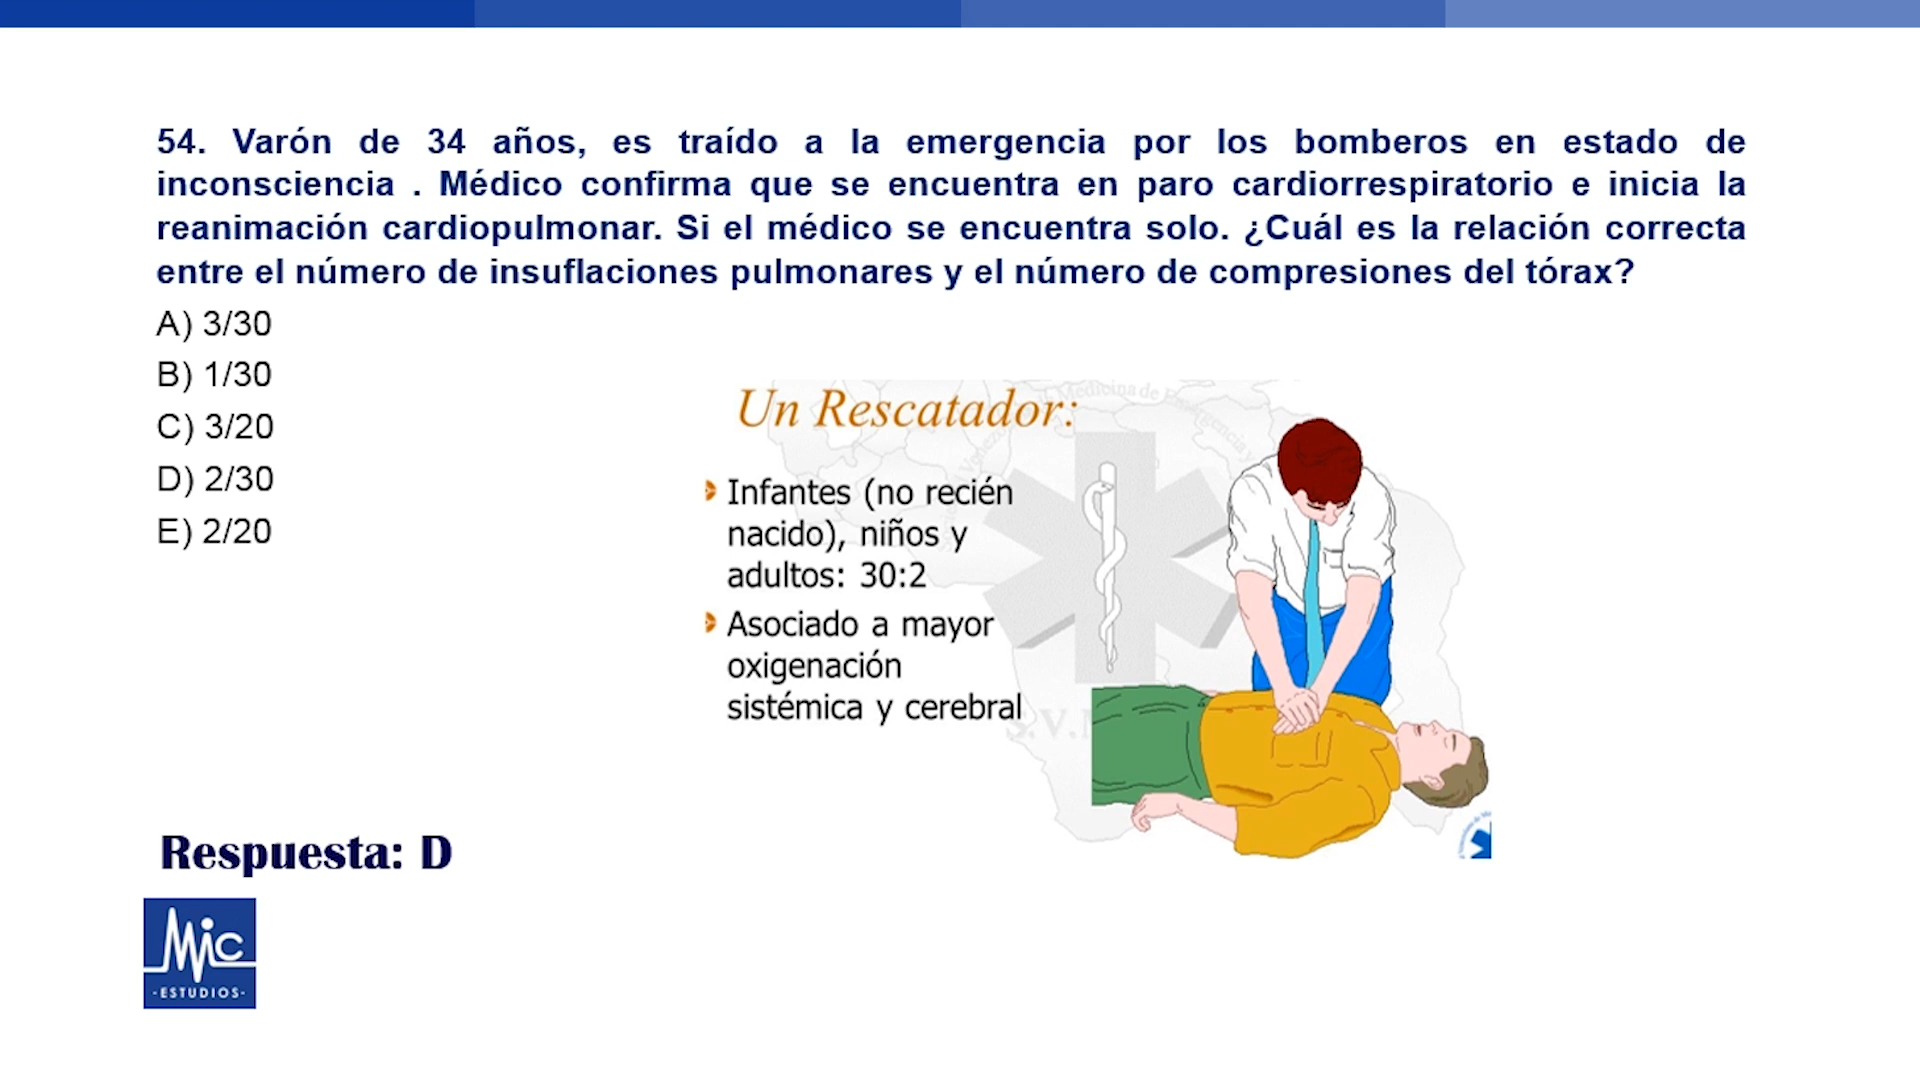 54. Varón de 34 años, es traído a la emergencia por los bomberos en estado de
inconsciencia . Médico confirma que se encuentra en paro cardiorrespiratorio e inicia la
reanimación cardiopulmonar. Si el médico se encuentra solo. ¿Cuál es la relación correcta
entre el número de insuflaciones pulmonares y el número de compresiones del tórax?
A) 3/30
B) 1/30
C) 3/20
D) 2/30
E) 2/20
Un Rescatador:
Infantes (no recién
nacido), niños y
adultos: 30:2
Asociado a mayor
oxigenación
sistémica y cerebral
Medicina de
S.V.
Respuesta: D
Mic
-ESTUDIOS-